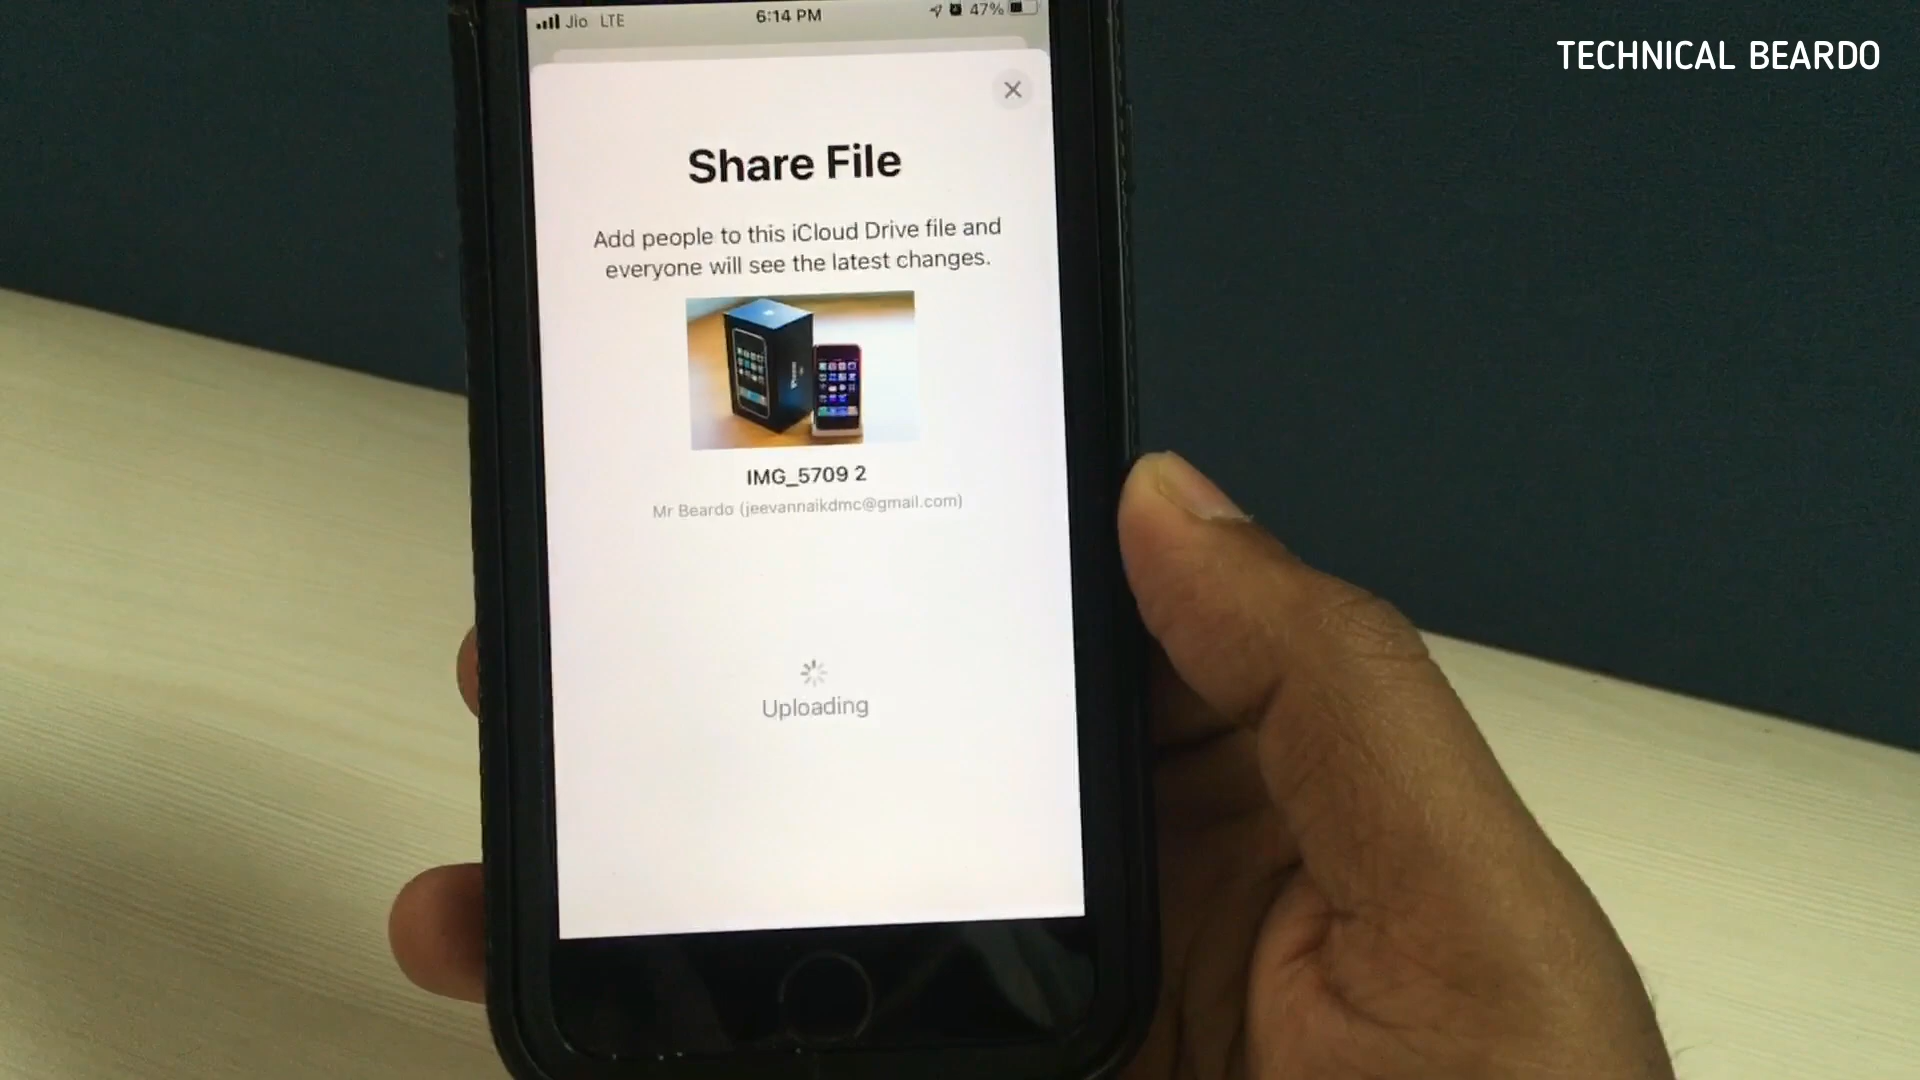 Jio LTE 6:14 PM 47%
TECHNICAL BEARDO
Share File
Add people to this iCloud Drive file and
everyone will see the latest changes.
iPhone
IMG_5709 2
Mr Beardo (jeevannaikdmc@gmail.com)
Uploading